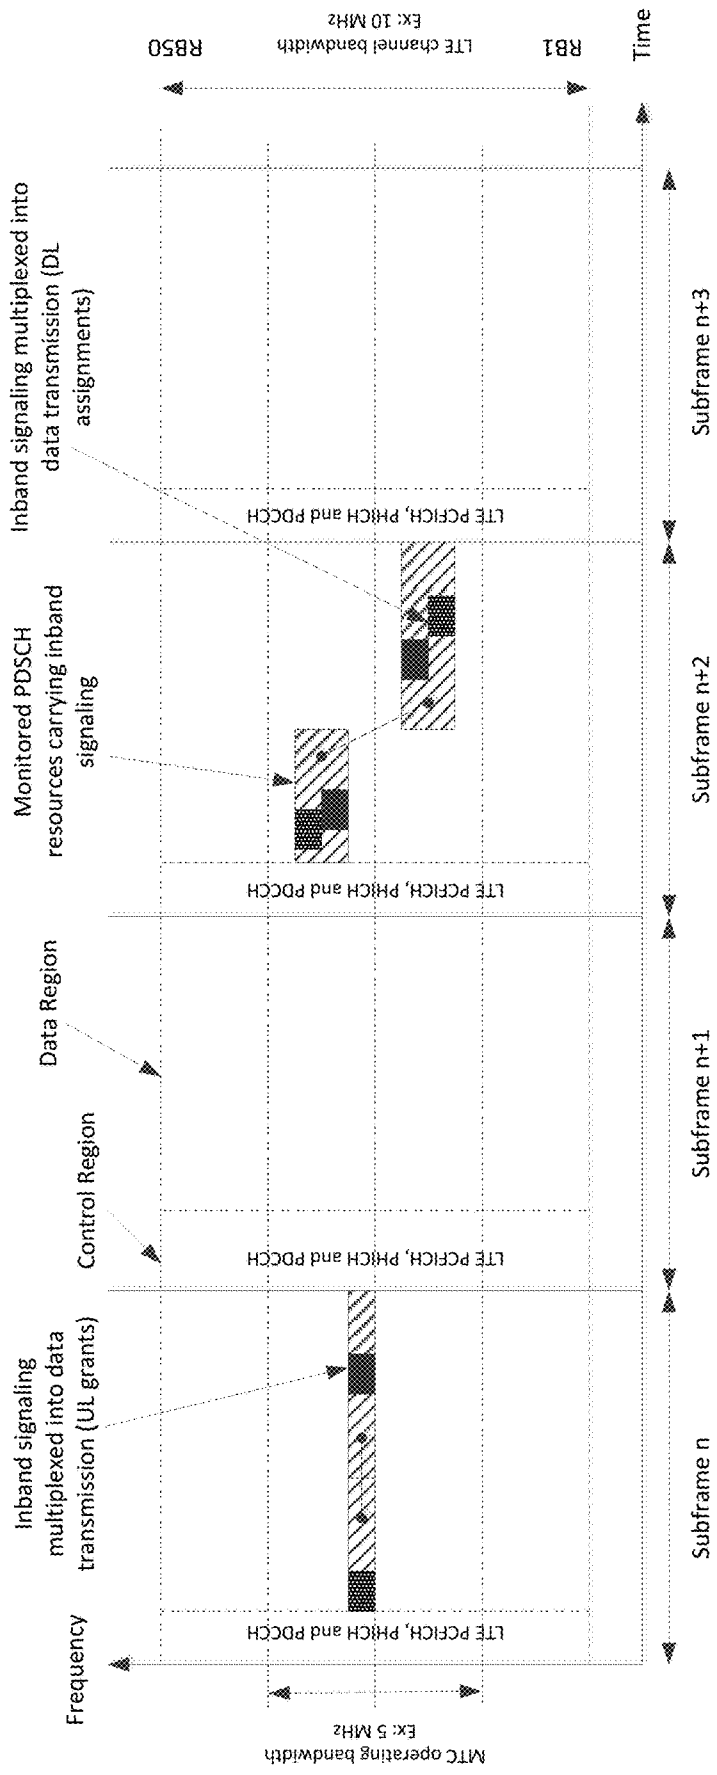 Frequency
Inband signaling
multiplexed into data
transmission (UL grants)
Control Region
Data Region
Monitored PDSCH
resources carrying inband
signaling
Inband signaling multiplexed into
data transmission (DL
assignments)
MTC operating bandwidth
Ex: 5 MHz
LTE PCFICH, PHICH and PDCCH
LTE PCFICH, PHICH and PDCCH
LTE PCFICH, PHICH and PDCCH
LTE PCFICH, PHICH and PDCCH
RB50
LTE channel bandwidth
Ex: 10 MHz
RB1
Time
Subframe n
Subframe n+1
Subframe n+2
Subframe n+3